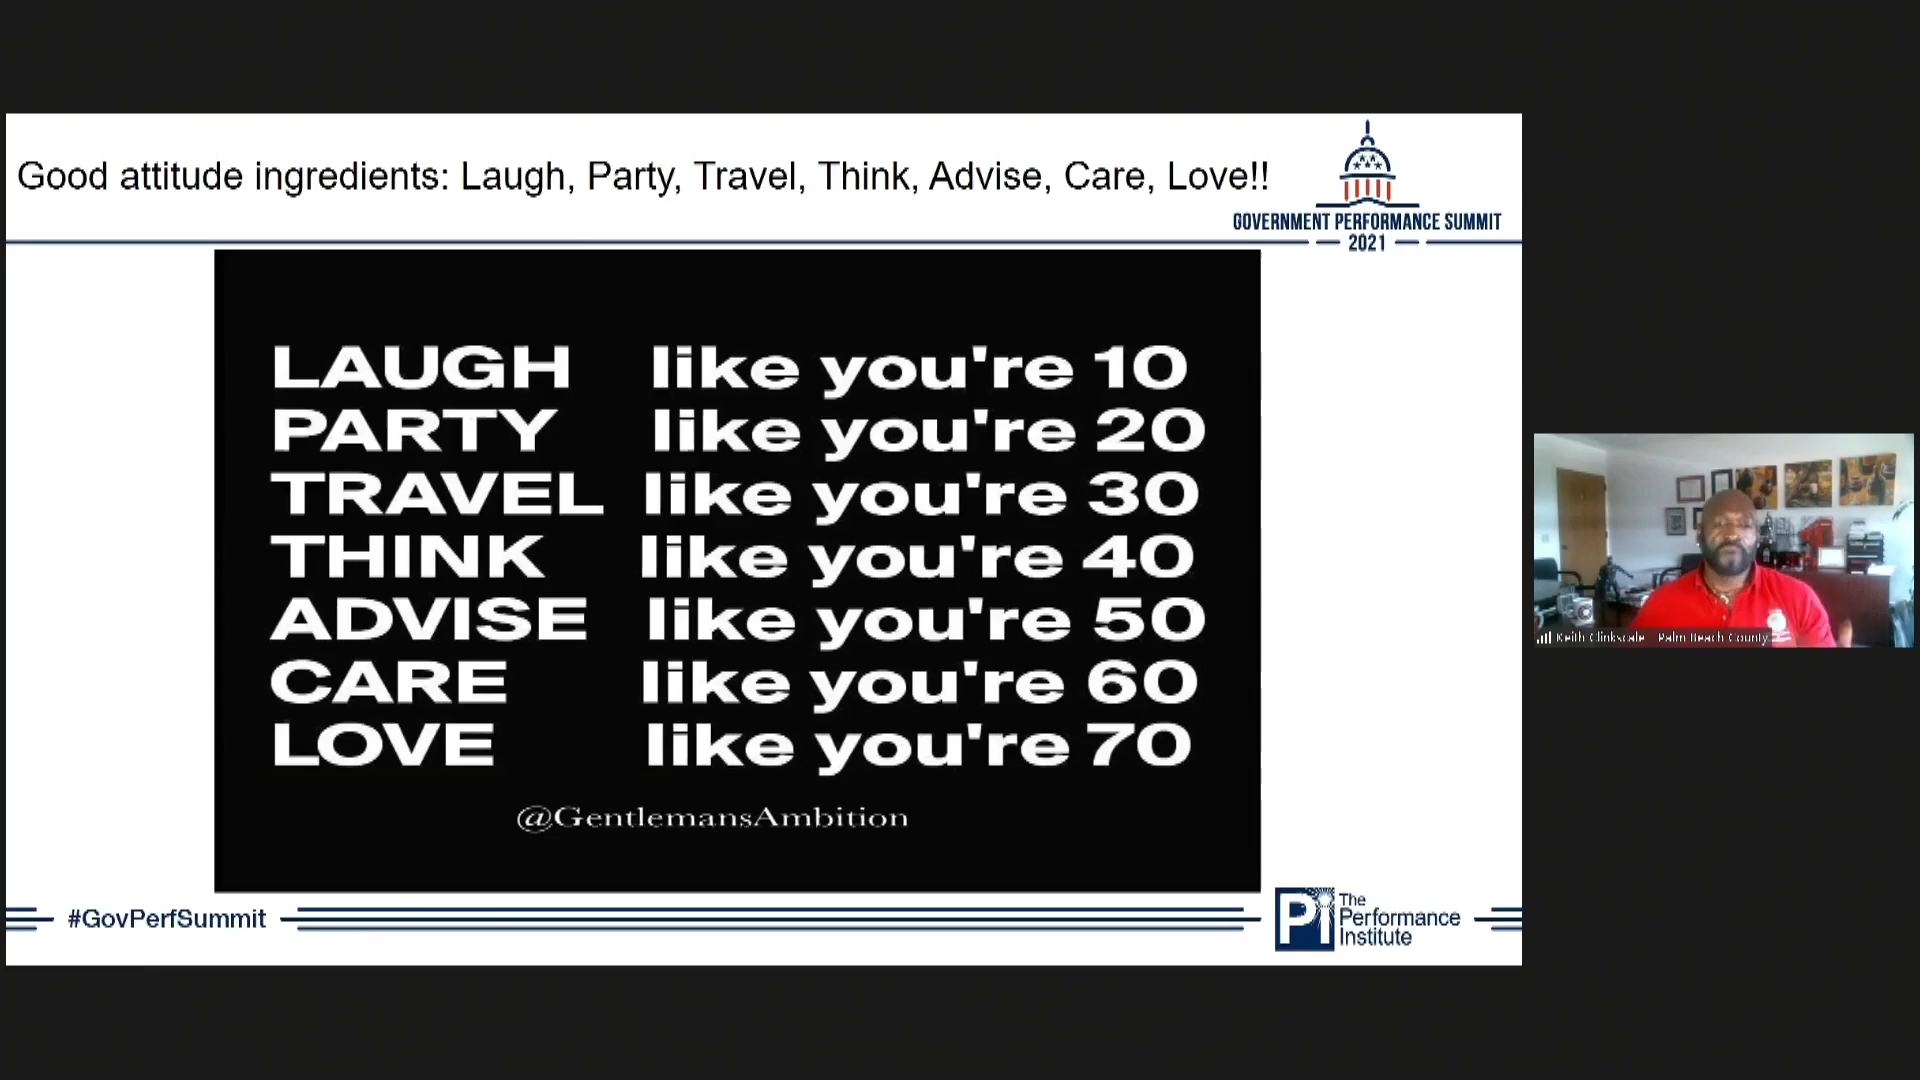 Good attitude ingredients: Laugh, Party, Travel, Think, Advise, Care, Love!!
GOVERNMENT PERFORMANCE SUMMIT
2021
LAUGH like you're 10
PARTY like you're 20
TRAVEL like you're 30
THINK like you're 40
ADVISE like you're 50
CARE like you're 60
LOVE like you're 70
@GentlemansAmbition
#GovPerfSummit
Pi
The
Performance
Institute
Keith Clinkscale Palm Beach County